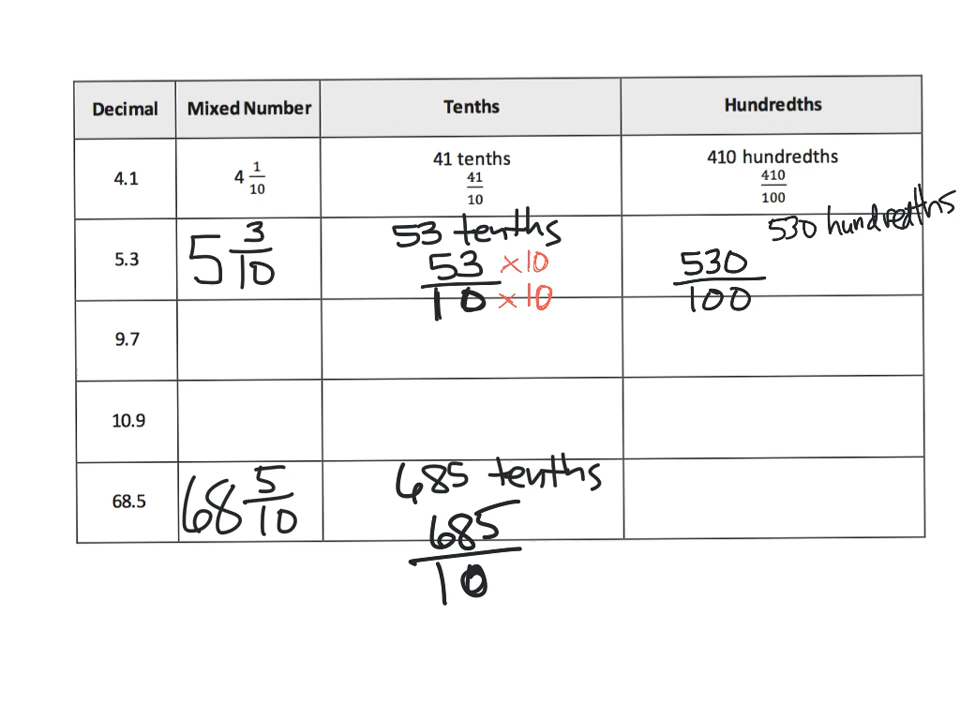 Decimal Mixed Number Tenths Hundredths
4.1
4 1/10
41 tenths
41/10
410 hundredths
410/100
5.3
5 3/10
53 tenths
53/10 ×10 ×10
530 hundredths
530/100
9.7
10.9
68.5
68 5/10
685 tenths
685/10